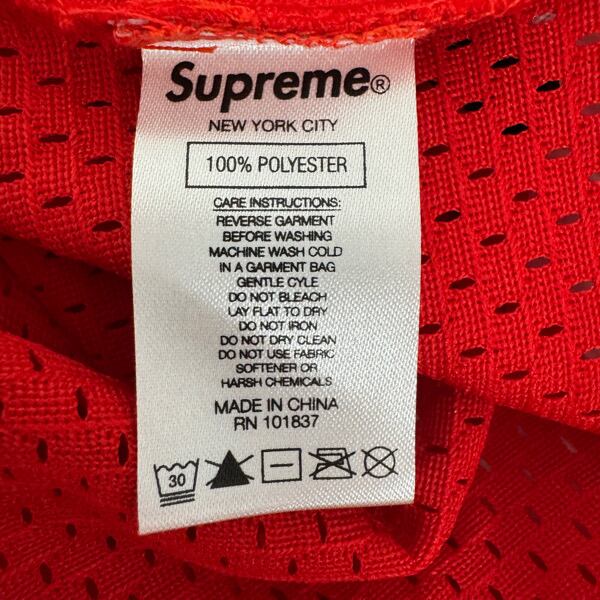 Supreme®
NEW YORK CITY
100% POLYESTER
CARE INSTRUCTIONS:
REVERSE GARMENT
BEFORE WASHING
MACHINE WASH COLD
IN A GARMENT BAG
GENTLE CYLE
DO NOT BLEACH
LAY FLAT TO DRY
DO NOT IRON
DO NOT DRY CLEAN
DO NOT USE FABRIC
SOFTENER OR
HARSH CHEMICALS
MADE IN CHINA
RN 101837
30